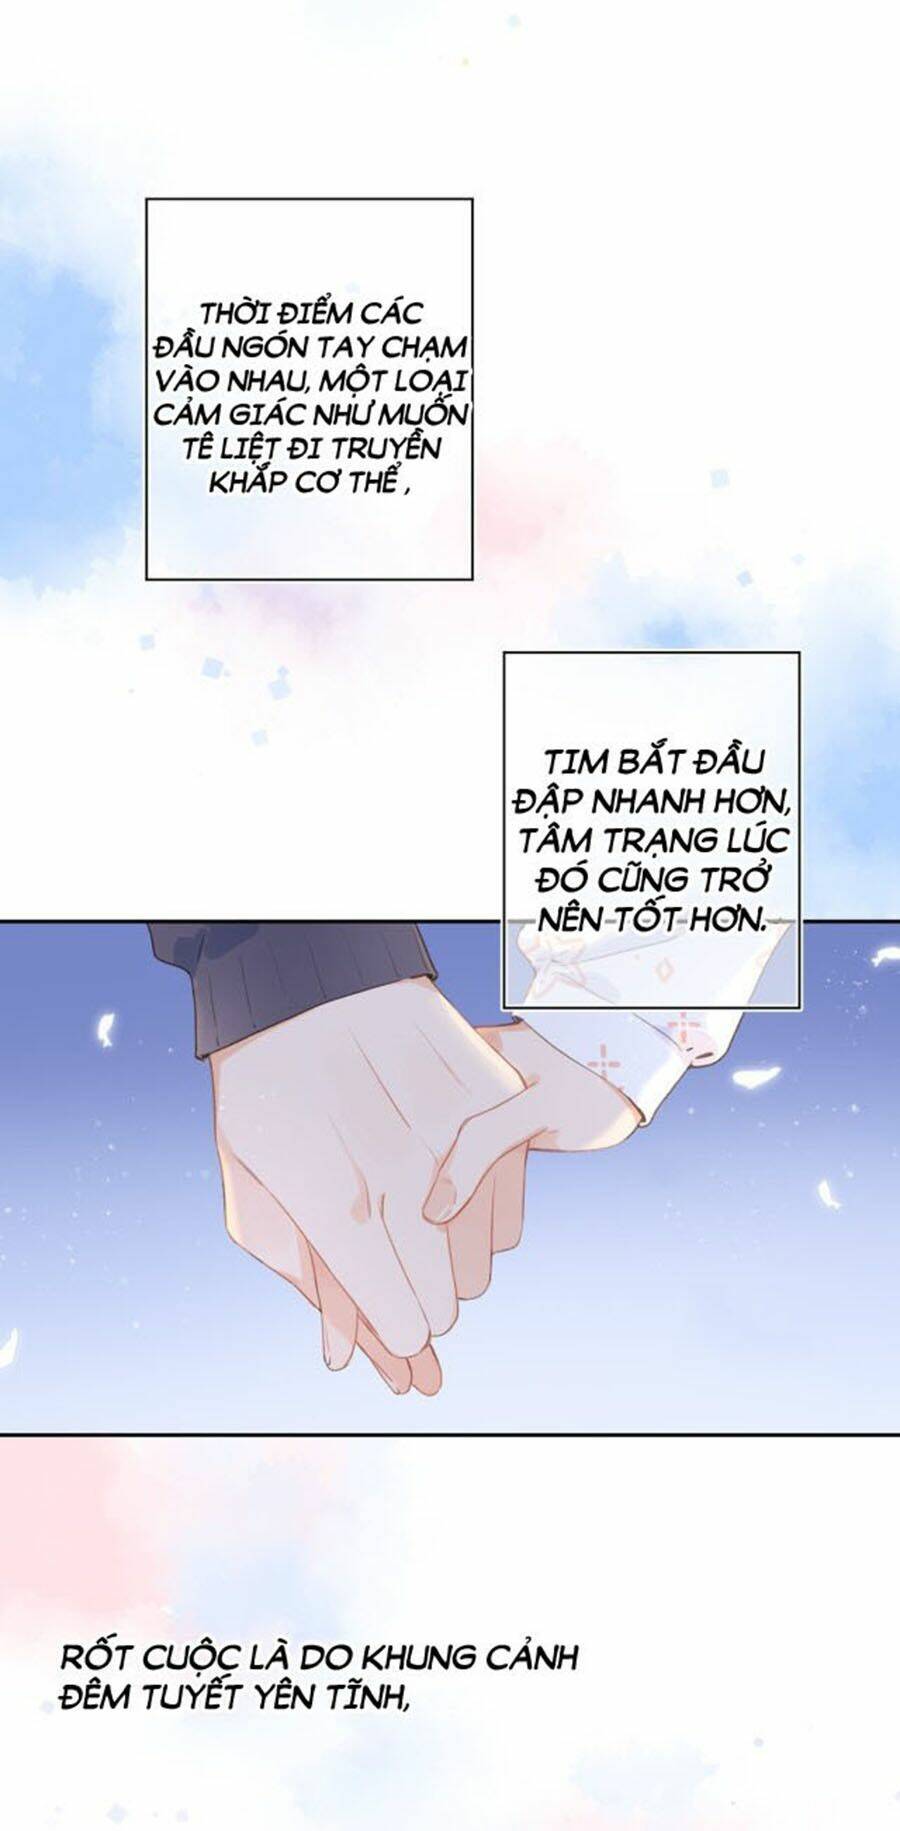 THỜI ĐIỂM CÁC
ĐẦU NGÓN TAY CHẠM
VÀO NHAU, MỘT LOẠI
CẢM GIÁC NHƯ MUỐN
TÊ LIỆT ĐI TRUYỀN
KHẮP CƠ THỂ ,
TIM BẮT ĐẦU
ĐẬP NHANH HƠN,
TÂM TRẠNG LÚC
ĐÓ CŨNG TRỞ
NÊN TỐT HƠN.
RỐT CUỘC LÀ DO KHUNG CẢNH
ĐÊM TUYẾT YÊN TĨNH,